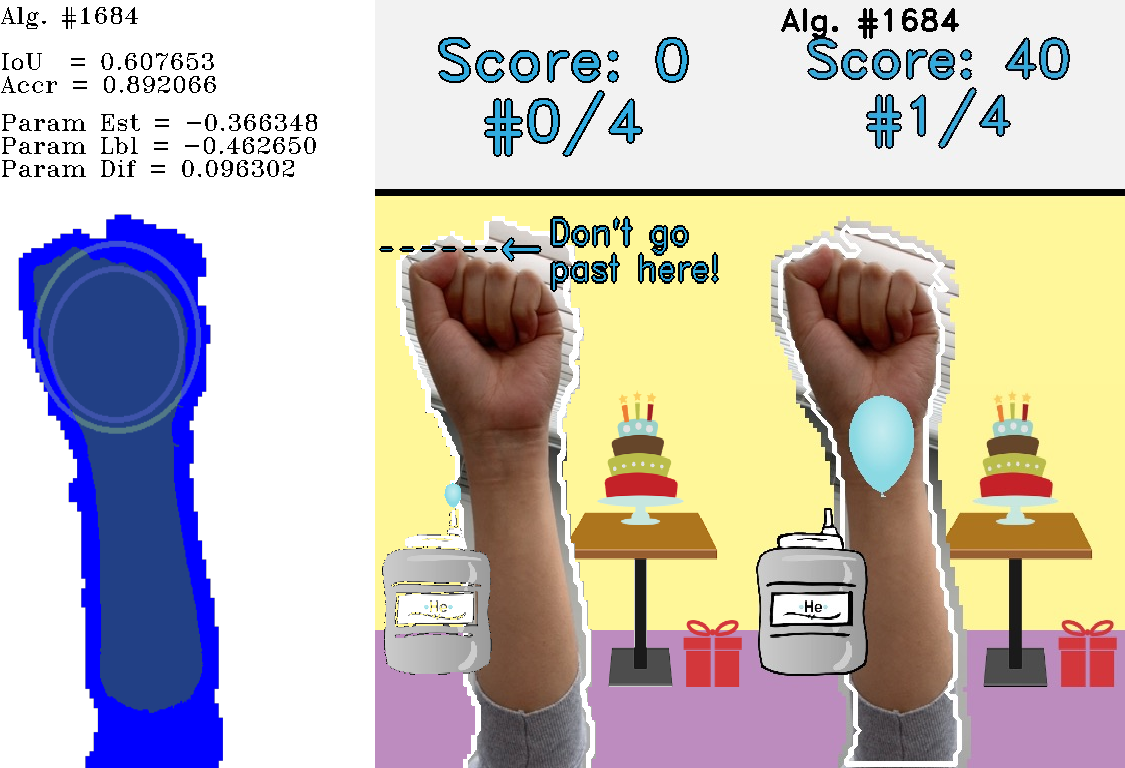 Alg. #1684
IoU = 0.607653
Accr = 0.892066
Param Est = −0.366348
Param Lbl = −0.462650
Param Dif = 0.096302
Score: 0
#0/4
Don't go
past here!
He
Alg. #1684
Score: 40
#1/4
He